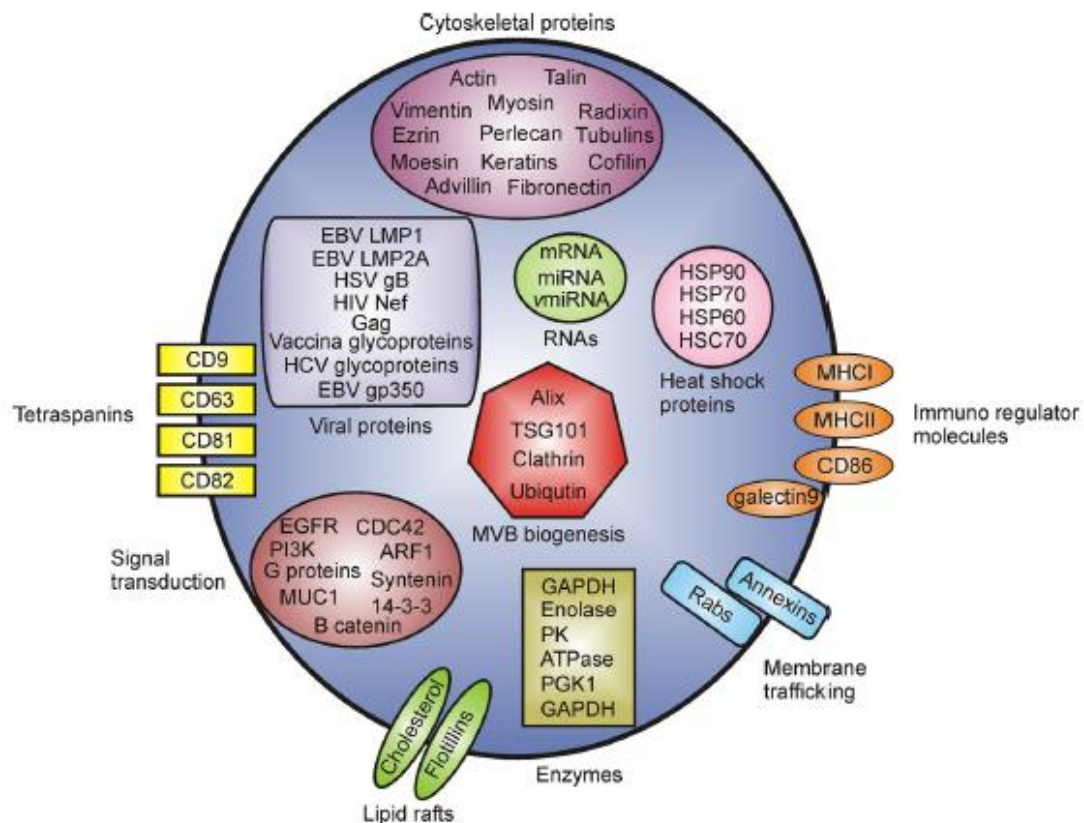 Cytoskeletal proteins
Actin Talin
Vimentin Myosin Radixin
Ezrin Perlecan Tubulins
Moesin Keratins Cofilin
Advillin Fibronectin
EBV LMP1
EBV LMP2A
HSV gB
HIV Nef
Gag
Vaccina glycoproteins
HCV glycoproteins
EBV gp350
Viral proteins
mRNA
miRNA
vmiRNA
RNAs
HSP90
HSP70
HSP60
HSC70
Heat shock
proteins
CD9
CD63
CD81
CD82
Tetraspanins
Alix
TSG101
Clathrin
Ubiqutin
MVB biogenesis
MHCI
MHCII
CD86
galectin9
Immuno regulator
molecules
Signal
transduction
EGFR CDC42
PI3K ARF1
G proteins Syntenin
MUC1 14-3-3
B catenin
GAPDH
Enolase
PK
ATPase
PGK1
GAPDH
Enzymes
Rabs
Annexins
Membrane
trafficking
Cholesterol
Flotillins
Lipid rafts